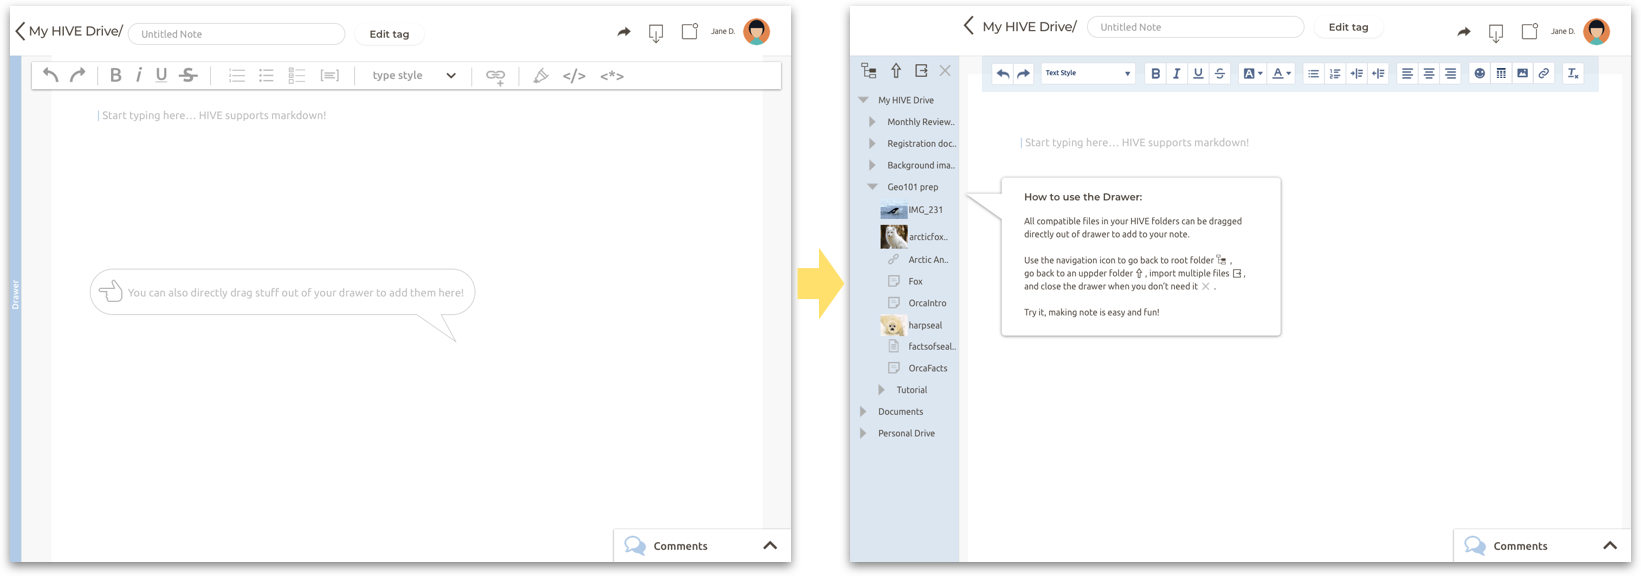 My HIVE Drive/
Untitled Note
Edit tag
Jane D.
B i U S
type style
</> <*>
Start typing here... HIVE supports markdown!
Drawer
You can also directly drag stuff out of your drawer to add them here!
Comments
My HIVE Drive/
Untitled Note
Edit tag
Jane D.
Text Style
B I U S A A
My HIVE Drive
Monthly Review..
Registration doc..
Background ima..
Geo101 prep
IMG_231
arcticfox..
Arctic An..
Fox
OrcaIntro
harpseal
factsofseal..
OrcaFacts
Tutorial
Documents
Personal Drive
Start typing here... HIVE supports markdown!
How to use the Drawer:
All compatible files in your HIVE folders can be dragged
directly out of drawer to add to your note.
Use the navigation icon to go back to root folder ,
go back to an uppder folder , import multiple files ,
and close the drawer when you don't need it .
Try it, making note is easy and fun!
Comments